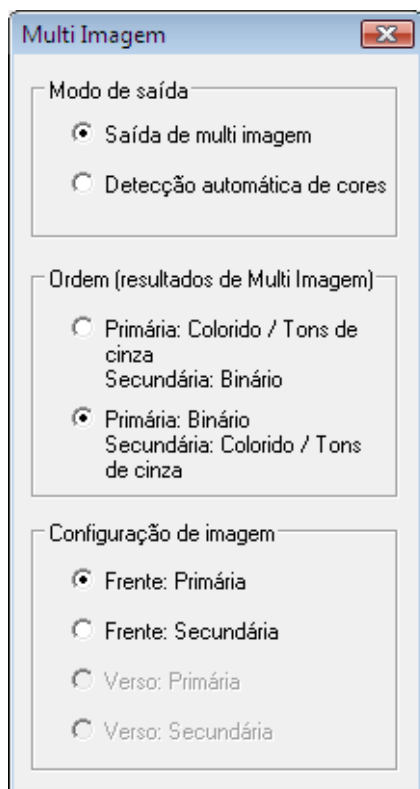 Multi Imagem
Modo de saída
Saída de multi imagem
Detecção automática de cores
Ordem (resultados de Multi Imagem)
Primária: Colorido / Tons de
cinza
Secundária: Binário
Primária: Binário
Secundária: Colorido / Tons
de cinza
Configuração de imagem
Frente: Primária
Frente: Secundária
Verso: Primária
Verso: Secundária